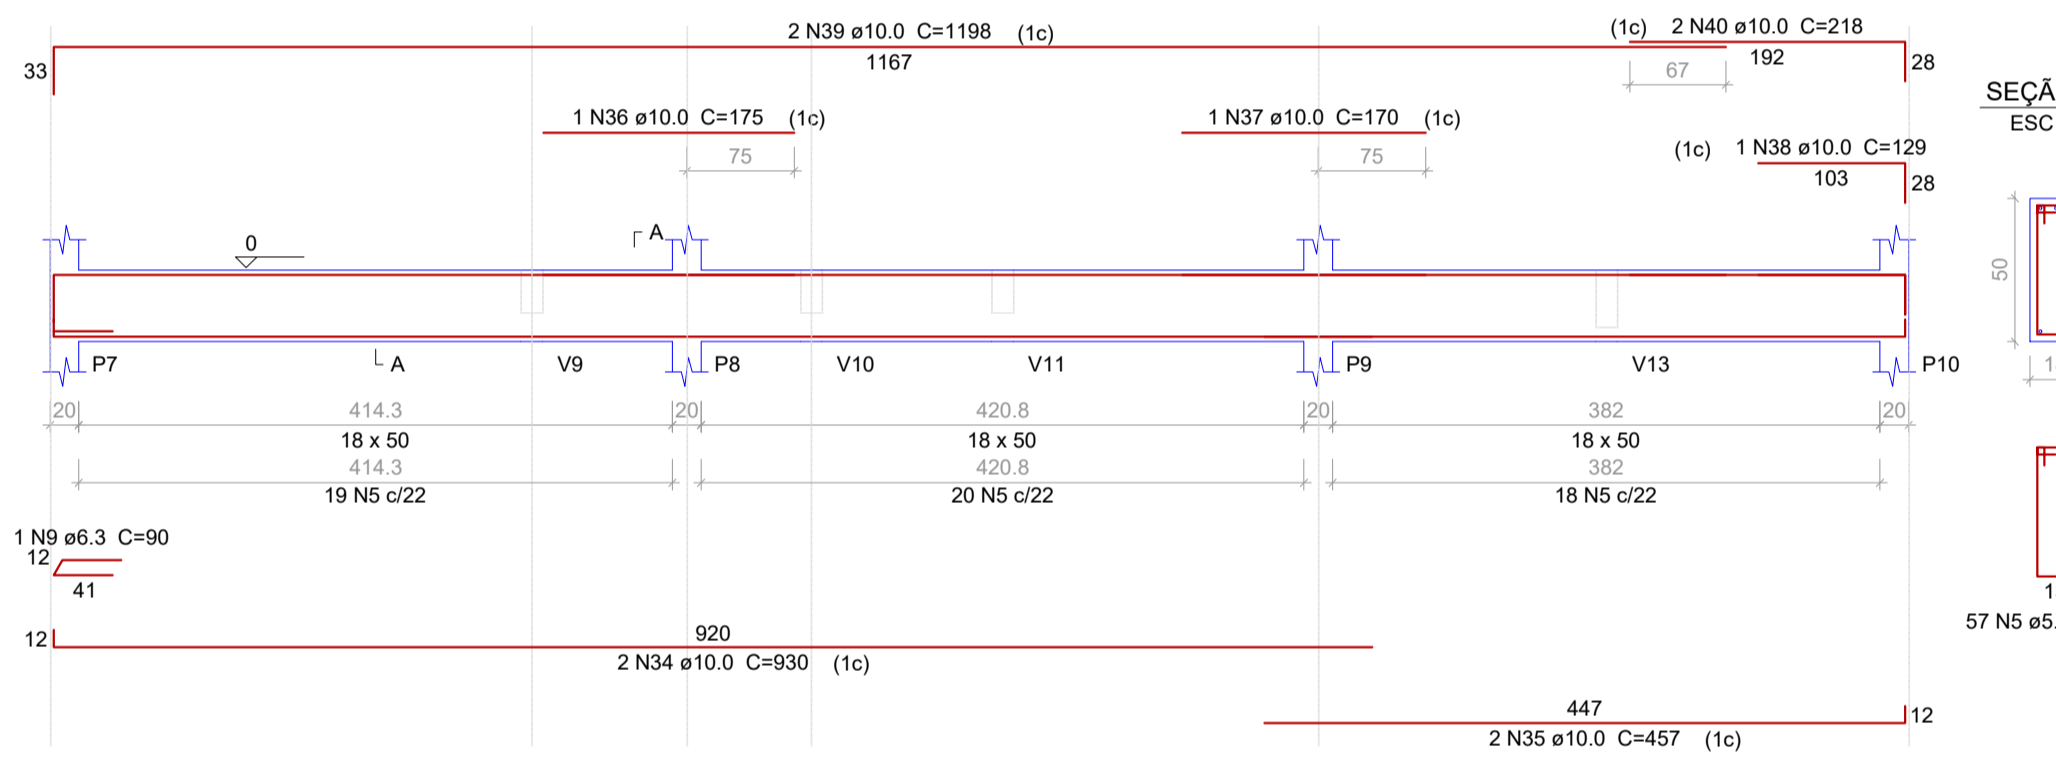 2 N39 ø10.0 C=1198 (1c)
1167
33
(1c) 2 N40 ø10.0 C=218
192
28
67
1 N36 ø10.0 C=175 (1c)
75
1 N37 ø10.0 C=170 (1c)
75
(1c) 1 N38 ø10.0 C=129
103
28
SEÇÃ
ESC
0
A
50
P7
A
V9
P8
V10
V11
P9
V13
P10
20 414.3 20 420.8 20 382 20
18 x 50 18 x 50 18 x 50
414.3 420.8 382
19 N5 c/22 20 N5 c/22 18 N5 c/22
1 N9 ø6.3 C=90
12
41
57 N5 ø5.
12
920
2 N34 ø10.0 C=930 (1c)
447
12
2 N35 ø10.0 C=457 (1c)